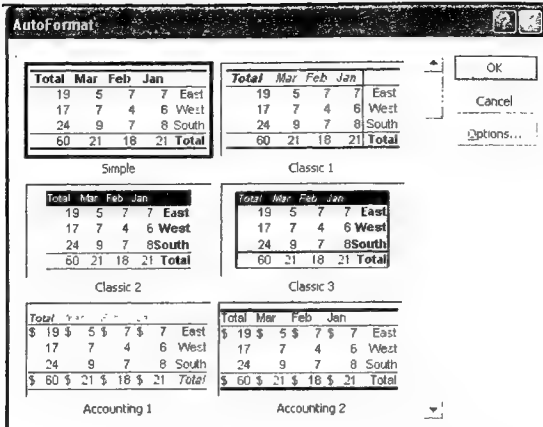 AutoFormat
OK
Cancel
Options...
Total Mar Feb Jan
19 5 7 7 East
17 7 4 6 West
24 9 7 8 South
60 21 18 21 Total
Simple
Total Mar Feb Jan
19 5 7 7 East
17 7 4 6 West
24 9 7 8 South
60 21 18 21 Total
Classic 1
Total Mar Feb Jan
19 5 7 7 East
17 7 4 6 West
24 9 7 8South
60 21 18 21 Total
Classic 2
Total Mar Feb Jan
19 5 7 7 East
17 7 4 6 West
24 9 7 8South
60 21 18 21 Total
Classic 3
Total
$ 19 $ 5 $ 7 $ 7 East
17 7 4 6 West
24 9 7 8 South
$ 60 $ 21 $ 18 $ 21 Total
Accounting 1
Total Mar Feb Jan
$ 19 $ 5 $ 7 $ 7 East
17 7 4 6 West
24 9 7 8 South
$ 60 $ 21 $ 18 $ 21 Total
Accounting 2